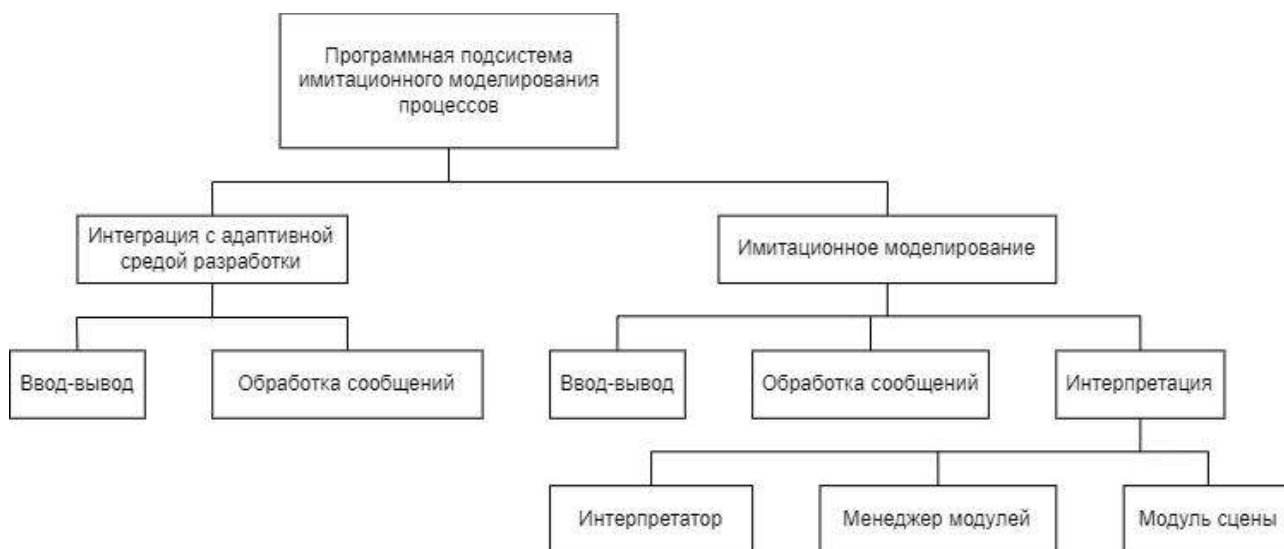 Программная подсистема
имитационного моделирования
процессов
Интеграция с адаптивной
средой разработки
Имитационное моделирование
Ввод-вывод
Обработка сообщений
Ввод-вывод
Обработка сообщений
Интерпретация
Интерпретатор
Менеджер модулей
Модуль сцены